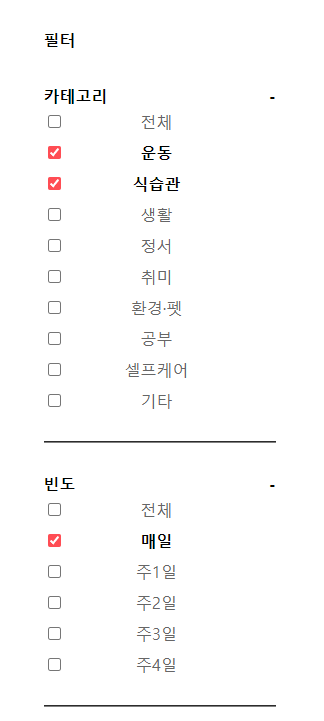 필터
카테고리 -
전체
운동
식습관
생활
정서
취미
환경·펫
공부
셀프케어
기타
빈도 -
전체
매일
주1일
주2일
주3일
주4일